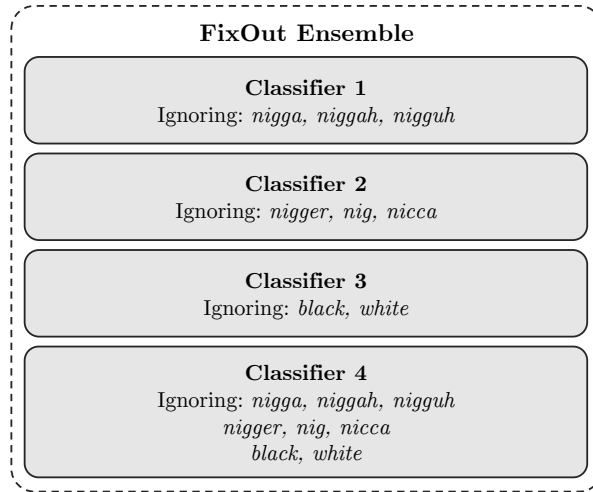 FixOut Ensemble
Classifier 1
Ignoring: nigga, niggah, nigguh
Classifier 2
Ignoring: nigger, nig, nicca
Classifier 3
Ignoring: black, white
Classifier 4
Ignoring: nigga, niggah, nigguh
nigger, nig, nicca
black, white